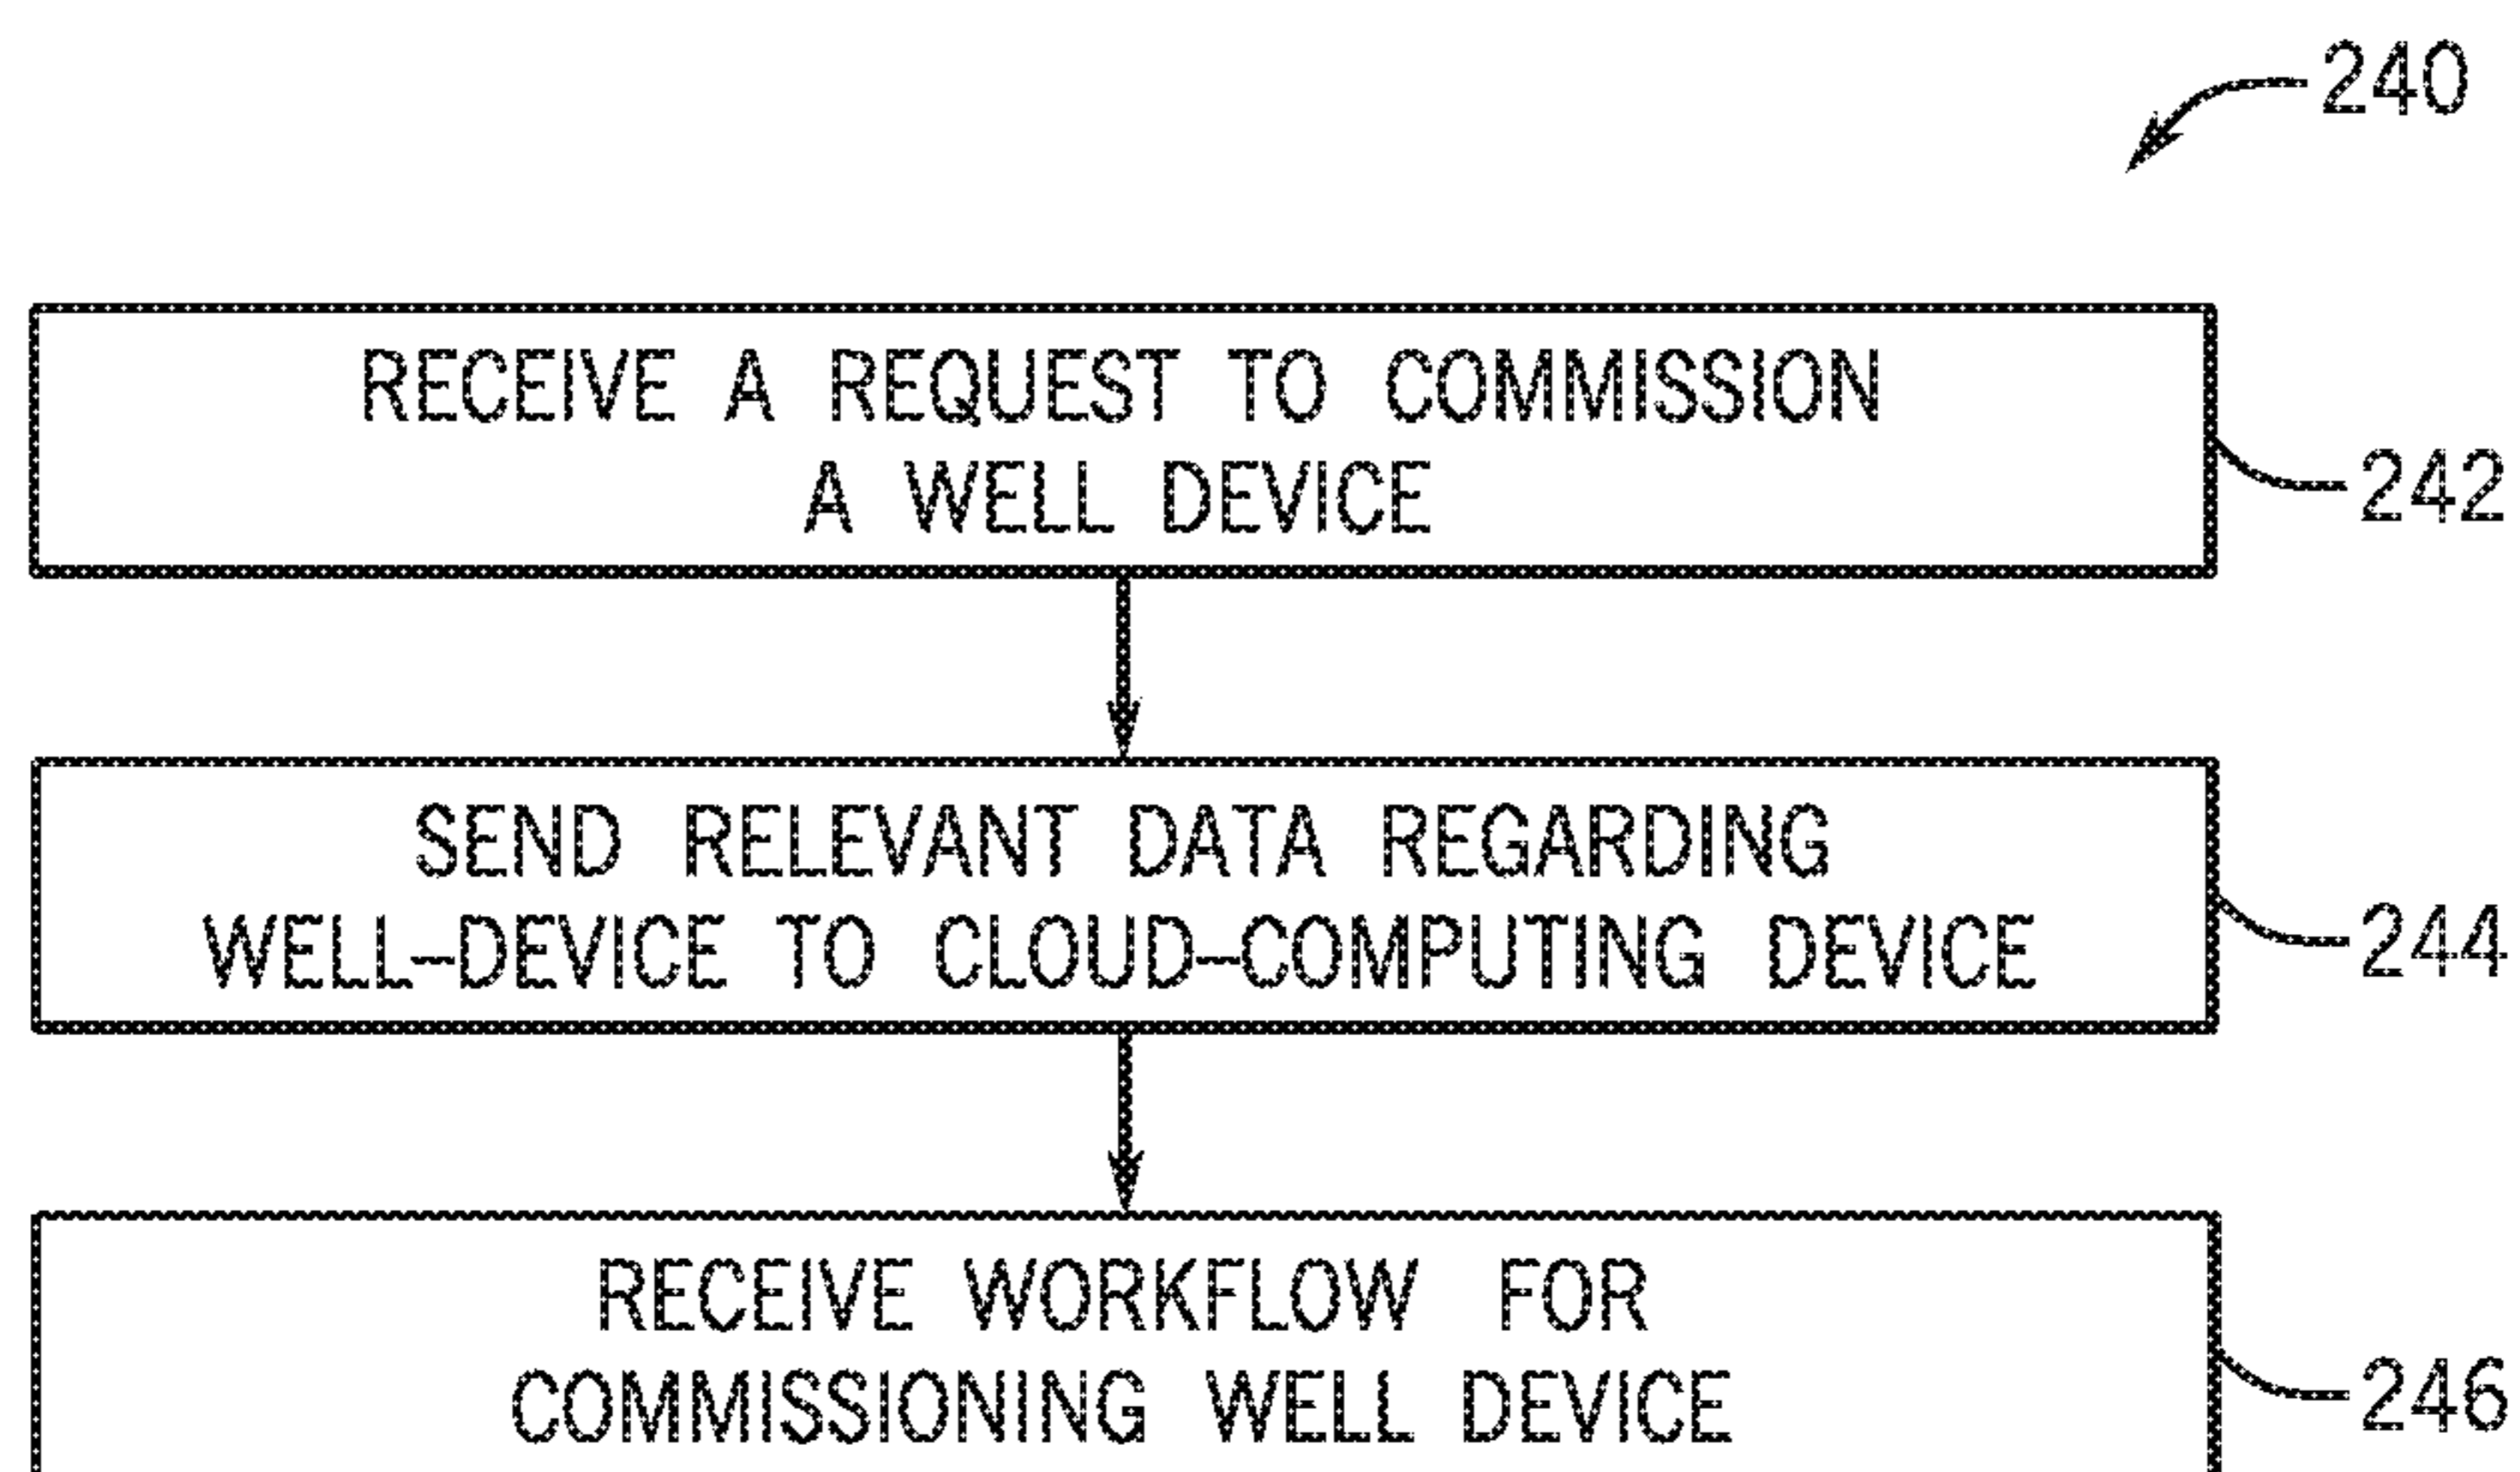 240
RECEIVE A REQUEST TO COMMISSION
A WELL DEVICE
242
SEND RELEVANT DATA REGARDING
WELL-DEVICE TO CLOUD-COMPUTING DEVICE
244
RECEIVE WORKFLOW FOR
COMMISSIONING WELL DEVICE
246